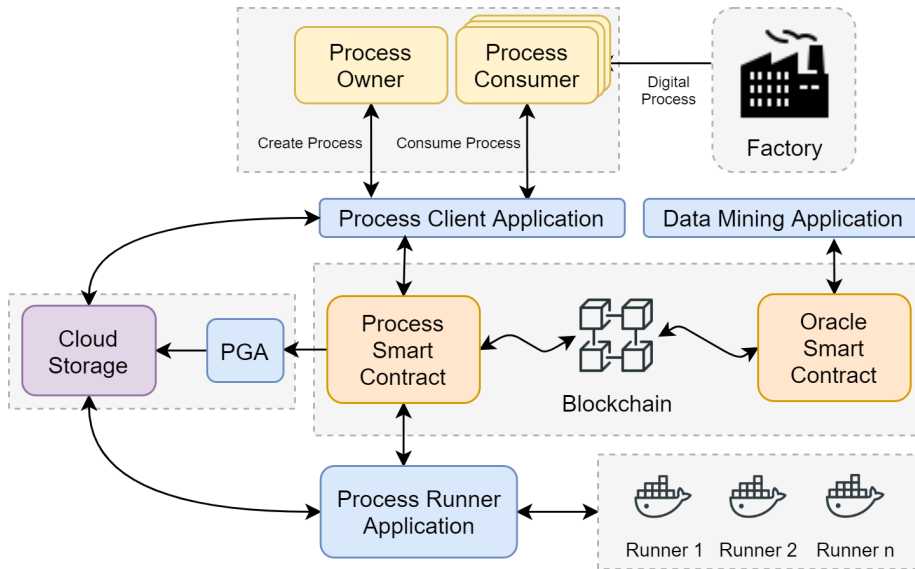 Process
Owner
Process
Consumer
Digital
Process
Factory
Create Process
Consume Process
Process Client Application
Data Mining Application
Cloud
Storage
PGA
Process
Smart
Contract
Blockchain
Oracle
Smart
Contract
Process Runner
Application
Runner 1
Runner 2
Runner n